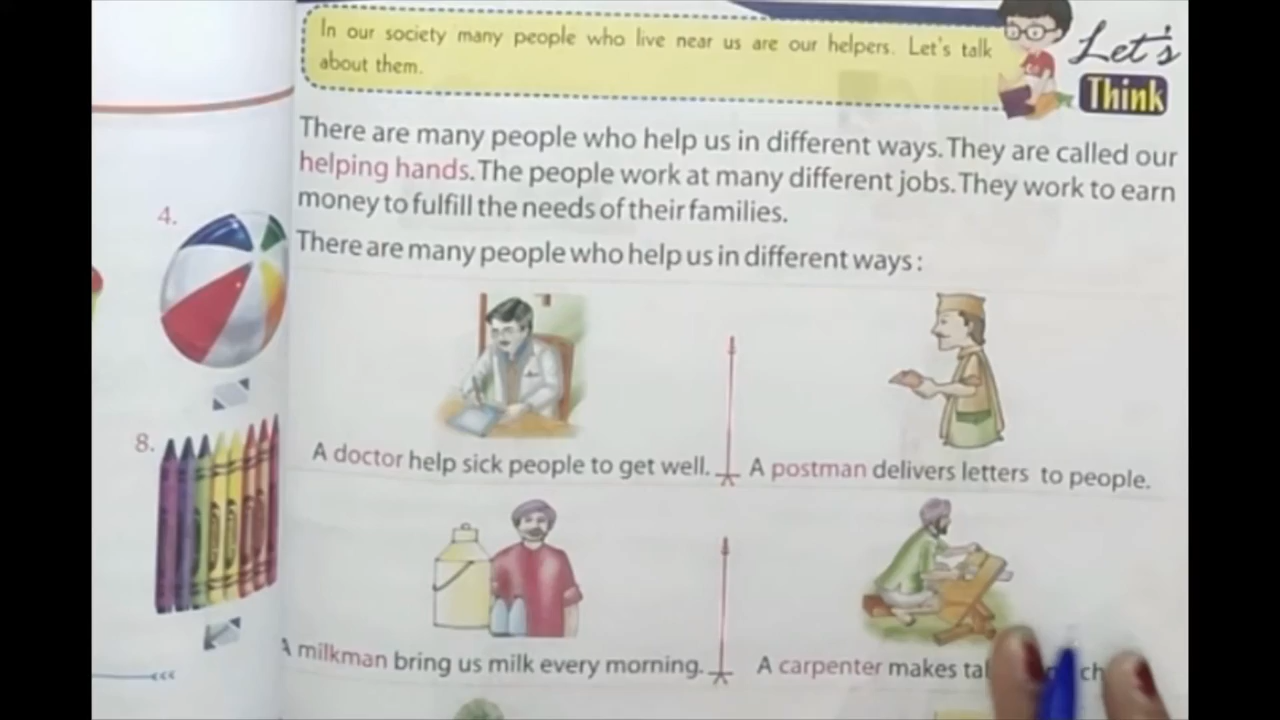 In our society many people who live near us are our helpers. Let's talk
about them.
Let's
Think
There are many people who help us in different ways. They are called our
helping hands. The people work at many different jobs. They work to earn
money to fulfill the needs of their families.
There are many people who help us in different ways :
4.
A doctor help sick people to get well.
A postman delivers letters to people.
8.
A milkman bring us milk every morning.
A carpenter makes